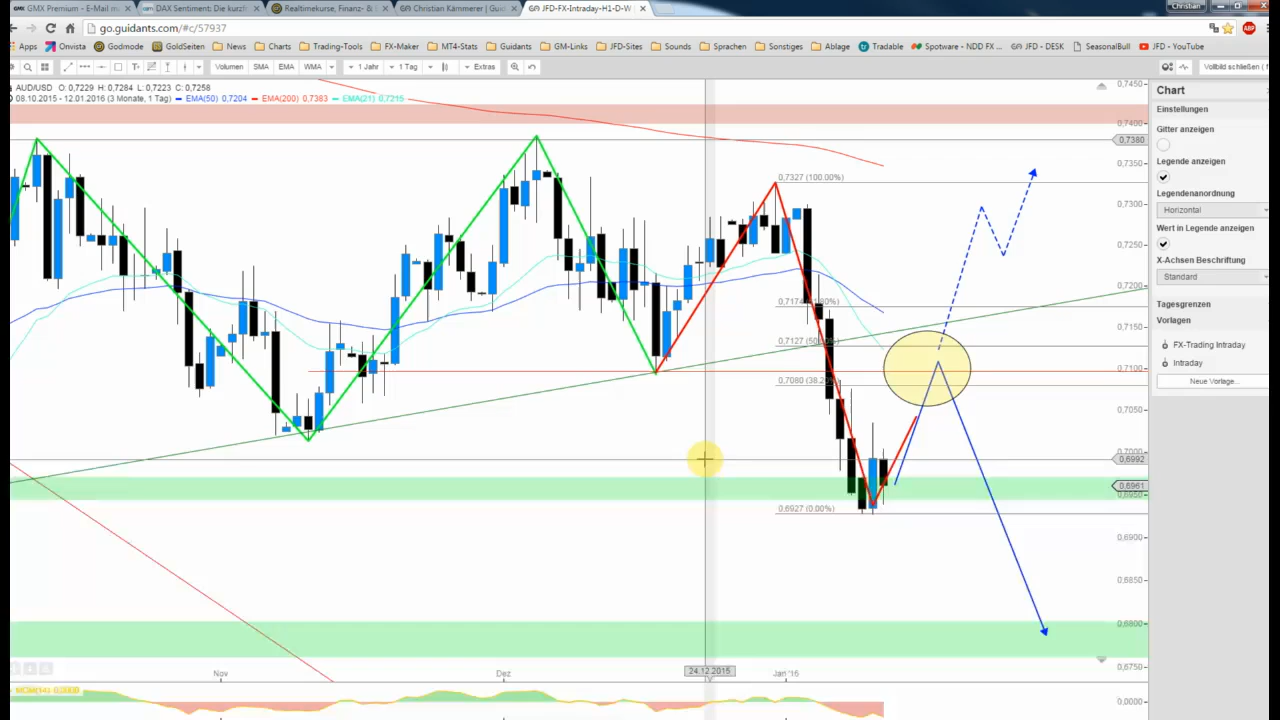 GMX Premium - E-Mail m
DAX Sentiment: Die kurzf
Realtimekurse, Finanz- & I
Christian Kämmerer | Guid
JFD-FX-Intraday-H1-D-W
Christian
go.guidants.com/#c/57937
Apps Onvista Godmode GoldSeiten News Charts Trading-Tools FX-Maker MT4-Stats Guidants GM-Links JFD-Sites Sounds Sprachen Sonstiges Ablage Tradable Spotware - NDD FX ... JFD - DESK SeasonalBull JFD - YouTube
Volumen SMA EMA WMA 1 Jahr 1 Tag Extras Vollbild schließen
AUD/USD O: 0,7229 H: 0,7284 L: 0,7223 C: 0,7258
08.10.2015 - 12.01.2016 (3 Monate, 1 Tag) EMA(50) 0,7204 EMA(200) 0,7383 EMA(21) 0,7215
0,7450
0,7400
0,7380
0,7350
0,7327 (100.00%)
0,7300
0,7250
0,7200
0,7174
0,7150
0,7127
0,7100
0,7080 (38.2
0,7050
0,7000
0,6992
0,6961
0,6950
0,6927 (0.00%)
0,6900
0,6850
0,6800
0,6750
Nov Dez 24.12.2015 Jan '16
MOM(14) 0.0000
0.0000
Chart
Einstellungen
Gitter anzeigen
Legende anzeigen
Legendenanordnung
Horizontal
Wert in Legende anzeigen
X-Achsen Beschriftung
Standard
Tagesgrenzen
Vorlagen
FX-Trading Intraday
Intraday
Neue Vorlage...